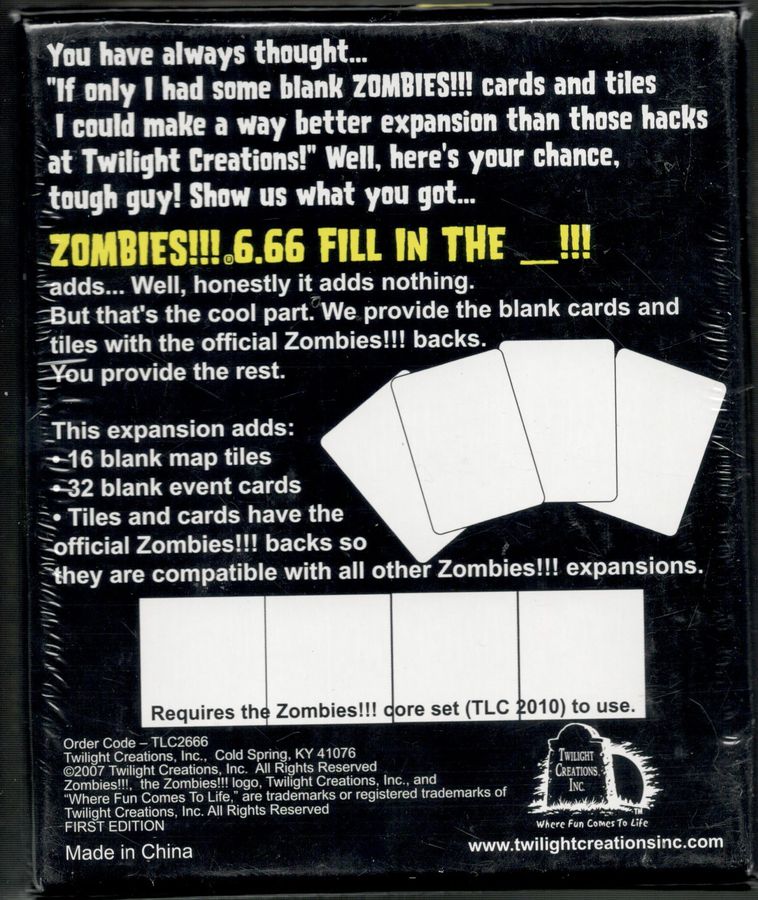 You have always thought...
"If only I had some blank ZOMBIES!!! cards and tiles
I could make a way better expansion than those hacks
at Twilight Creations!" Well, here's your chance,
tough guy! Show us what you got...
ZOMBIES!!!® 6.66 FILL IN THE __!!!
adds... Well, honestly it adds nothing.
But that's the cool part. We provide the blank cards and
tiles with the official Zombies!!! backs.
You provide the rest.
This expansion adds:
• 16 blank map tiles
• 32 blank event cards
• Tiles and cards have the
official Zombies!!! backs so
they are compatible with all other Zombies!!! expansions.
Requires the Zombies!!! core set (TLC 2010) to use.
Order Code – TLC2666
Twilight Creations, Inc., Cold Spring, KY 41076
©2007 Twilight Creations, Inc. All Rights Reserved
Zombies!!!, the Zombies!!! logo, Twilight Creations, Inc., and
"Where Fun Comes To Life," are trademarks or registered trademarks of
Twilight Creations, Inc. All Rights Reserved
FIRST EDITION
Made in China
TWILIGHT
CREATIONS,
INC.
Where Fun Comes To Life
www.twilightcreationsinc.com